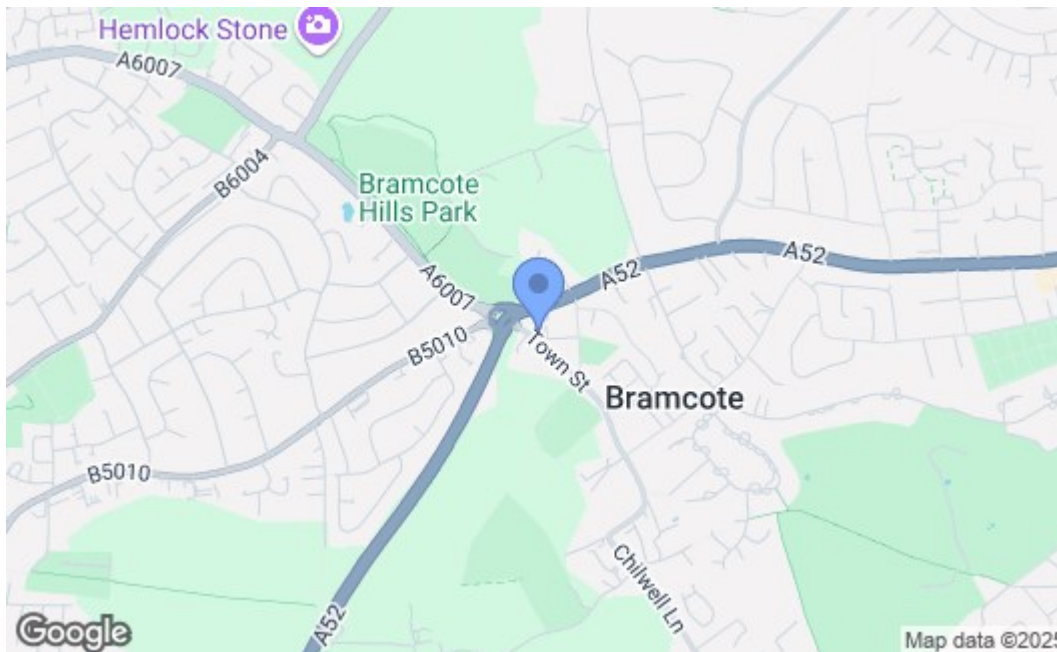 Hemlock Stone
A6007
B6004
Bramcote
Hills Park
A6007
A52
A52
B5010
Town St
Bramcote
B5010
Chilwell Ln
A52
Google
Map data ©2025